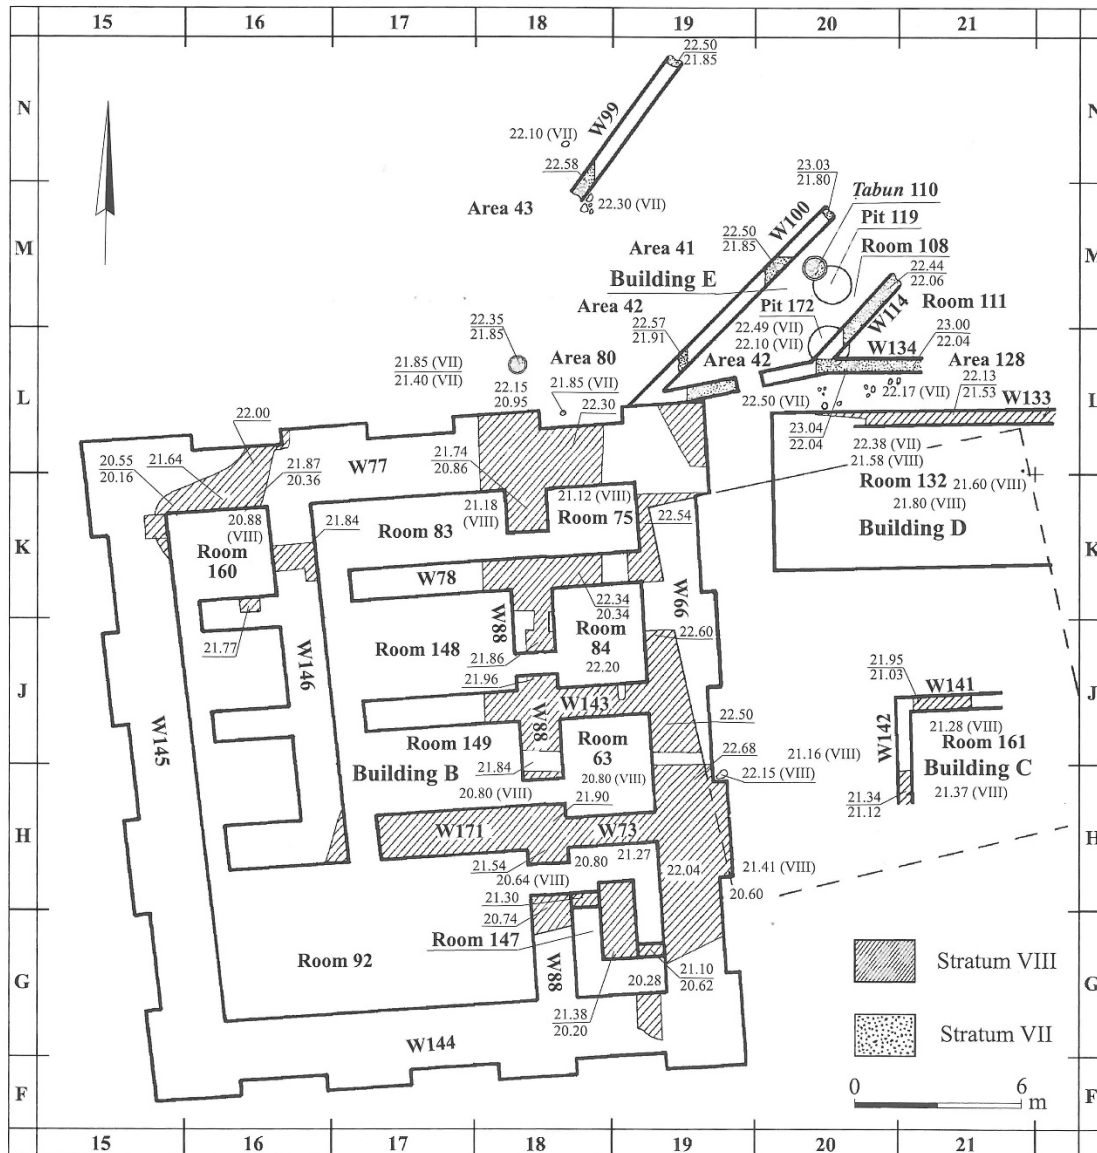 15 16 17 18 19 20 21
N
N
22.50
21.85
W99
22.10 (VII)
22.58
22.30 (VII)
23.03
21.80
Tabun 110
Area 43
Pit 119
M
M
W100
Area 41
22.50
21.85
Room 108
Building E
22.44
22.06
Area 42
Pit 172
Room 111
W114
22.35
21.85
22.57
21.91
22.49 (VII)
22.10 (VII)
23.00
22.04
W134
Area 80
Area 42
Area 128
21.85 (VII)
21.40 (VII)
22.15
20.95
21.85 (VII)
22.17 (VII)
22.13
21.53
L
L
22.50 (VII)
W133
22.00
22.30
23.04
22.04
22.38 (VII)
21.58 (VIII)
20.55
20.16
21.64
21.87
20.36
W77
21.74
20.86
Room 132
21.60 (VIII)
21.12 (VIII)
21.18
(VIII)
21.80 (VIII)
20.88
(VIII)
21.84
Room 83
Room 75
22.54
Building D
K
K
Room
160
W78
W66
22.34
20.34
W88
21.77
Room 148
Room
84
22.60
W146
21.86
22.20
21.95
21.03
21.96
W141
J
J
W143
22.50
W145
W88
W142
21.28 (VIII)
Room 149
Room
63
22.68
21.16 (VIII)
Room 161
Building B
21.84
20.80 (VIII)
22.15 (VIII)
Building C
20.80 (VIII)
21.90
21.34
21.12
21.37 (VIII)
H
H
W171
W73
21.54
20.80
21.27
22.04
21.41 (VIII)
20.64 (VIII)
20.60
21.30
20.74
Room 147
Room 92
Stratum VIII
W88
20.28
21.10
20.62
G
G
21.38
20.20
Stratum VII
W144
0 6
m
F
F
15 16 17 18 19 20 21